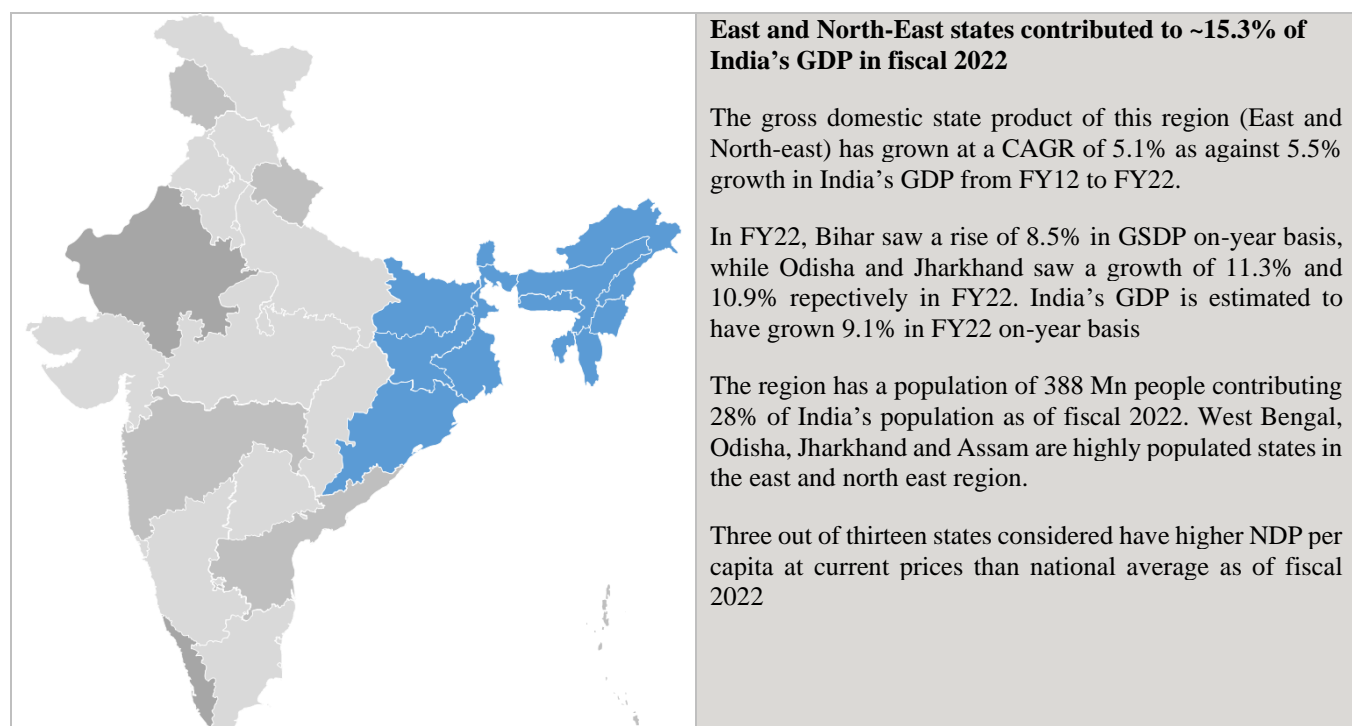 East and North-East states contributed to ~15.3% of
India’s GDP in fiscal 2022
The gross domestic state product of this region (East and
North-east) has grown at a CAGR of 5.1% as against 5.5%
growth in India’s GDP from FY12 to FY22.
In FY22, Bihar saw a rise of 8.5% in GSDP on-year basis,
while Odisha and Jharkhand saw a growth of 11.3% and
10.9% repectively in FY22. India’s GDP is estimated to
have grown 9.1% in FY22 on-year basis
The region has a population of 388 Mn people contributing
28% of India’s population as of fiscal 2022. West Bengal,
Odisha, Jharkhand and Assam are highly populated states in
the east and north east region.
Three out of thirteen states considered have higher NDP per
capita at current prices than national average as of fiscal
2022